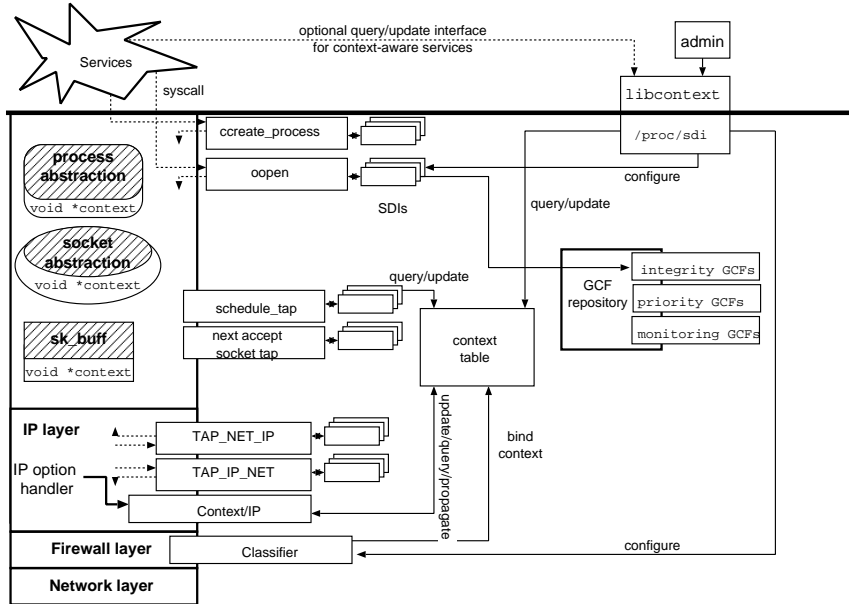 optional query/update interface
for context-aware services
admin
Services
syscall
libcontext
ccreate_process
/proc/sdi
process
abstraction
void *context
oopen
configure
SDIs
query/update
socket
abstraction
void *context
query/update
GCF
repository
integrity GCFs
priority GCFs
monitoring GCFs
schedule_tap
next accept
socket tap
context
table
sk_buff
void *context
IP layer
TAP_NET_IP
update/query/propagate
bind
context
TAP_IP_NET
IP option
handler
Context/IP
Firewall layer
Classifier
configure
Network layer